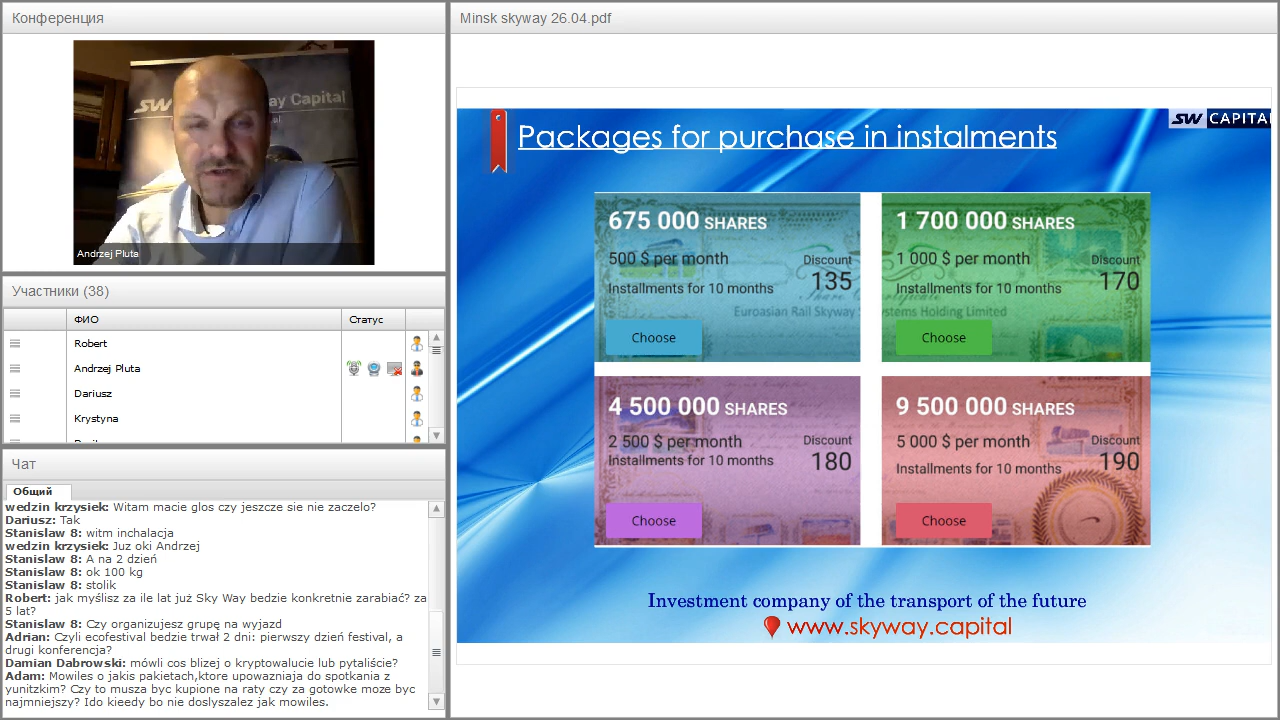 Конференция
SW
ay Capital
Andrzej Pluta
Участники (38)
ФИО
Статус
Robert
Andrzej Pluta
Dariusz
Krystyna
Чат
Общий
wedzin krzysiek: Witam macie glos czy jeszcze sie nie zaczelo?
Dariusz: Tak
Stanislaw 8: witm inchalacja
wedzin krzysiek: Juz oki Andrzej
Stanislaw 8: A na 2 dzień
Stanislaw 8: ok 100 kg
Stanislaw 8: stolik
Robert: jak myślisz za ile lat już Sky Way bedzie konkretnie zarabiać? za
5 lat?
Stanislaw 8: Czy organizujesz grupę na wyjazd
Adrian: Czyli ecofestival bedzie trwał 2 dni: pierwszy dzień festival, a
drugi konferencja?
Damian Dabrowski: mówli cos blizej o kryptowalucie lub pytaliście?
Adam: Mowiles o jakis pakietach,ktore upowazniaja do spotkania z
yunitzkim? Czy to musza byc kupione na raty czy za gotowke moze byc
najmniejszy? Ido kieedy bo nie doslyszalez jak mowiles.
Minsk skyway 26.04.pdf
SW CAPITAL
Packages for purchase in instalments
675 000 SHARES
500 $ per month
Discount
135
Installments for 10 months
Choose
1 700 000 SHARES
1 000 $ per month
Discount
170
Installments for 10 months
Choose
Share Certificate
Euroasian Rail Skyway Systems Holding Limited
4 500 000 SHARES
2 500 $ per month
Discount
180
Installments for 10 months
Choose
9 500 000 SHARES
5 000 $ per month
Discount
190
Installments for 10 months
Choose
Investment company of the transport of the future
www.skyway.capital